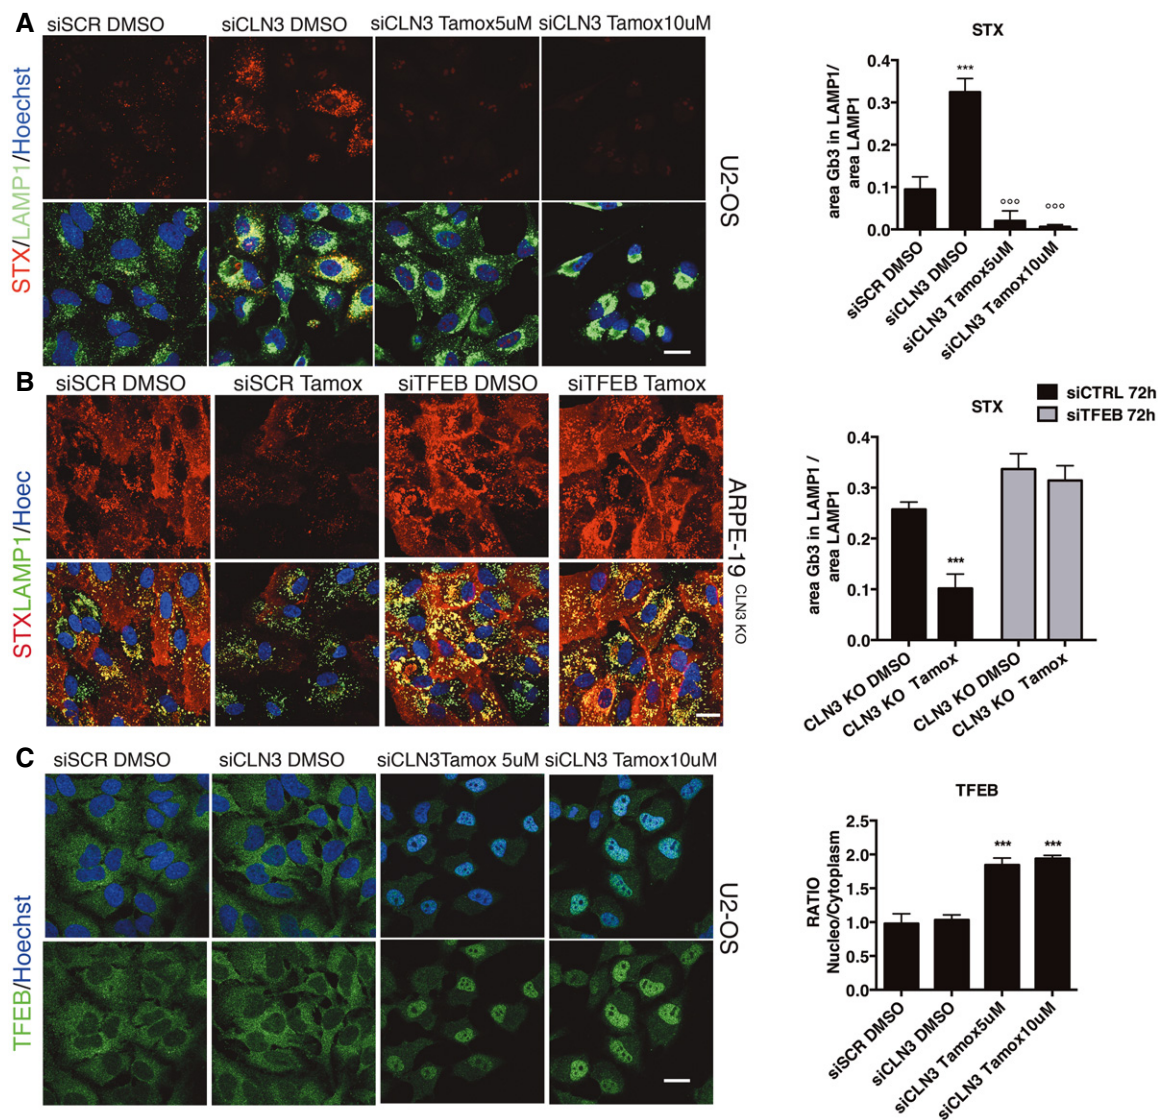 A
siSCR DMSO
siCLN3 DMSO
siCLN3 Tamox5uM
siCLN3 Tamox10uM
STX/LAMP1/Hoechst
U2-OS
STX
area Gb3 in LAMP1/
area LAMP1
0.4
0.3
0.2
0.1
0.0
***
°°°
°°°
siSCR DMSO
siCLN3 DMSO
siCLN3 Tamox5uM
siCLN3 Tamox10uM
B
siSCR DMSO
siSCR Tamox
siTFEB DMSO
siTFEB Tamox
STXLAMP1/Hoec
ARPE-19 CLN3 KO
STX
siCTRL 72h
siTFEB 72h
area Gb3 in LAMP1 /
area LAMP1
0.4
0.3
0.2
0.1
0.0
***
CLN3 KO DMSO
CLN3 KO Tamox
CLN3 KO DMSO
CLN3 KO Tamox
C
siSCR DMSO
siCLN3 DMSO
siCLN3Tamox 5uM
siCLN3 Tamox10uM
TFEB/Hoechst
U2-OS
TFEB
RATIO
Nucleo/Cytoplasm
2.5
2.0
1.5
1.0
0.5
0.0
***
***
siSCR DMSO
siCLN3 DMSO
siCLN3 Tamox5uM
siCLN3 Tamox10uM